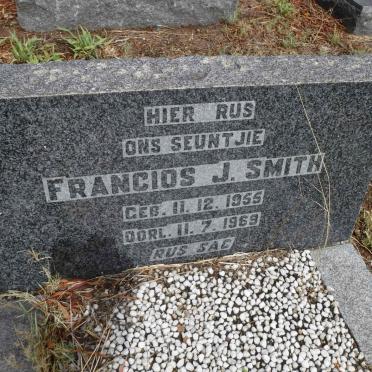 HIER RUS
ONS SEUNTJIE
FRANCIOS J. SMITH
GEB. 11.12.1955
OORL. 11.7.1969
RUS SAG